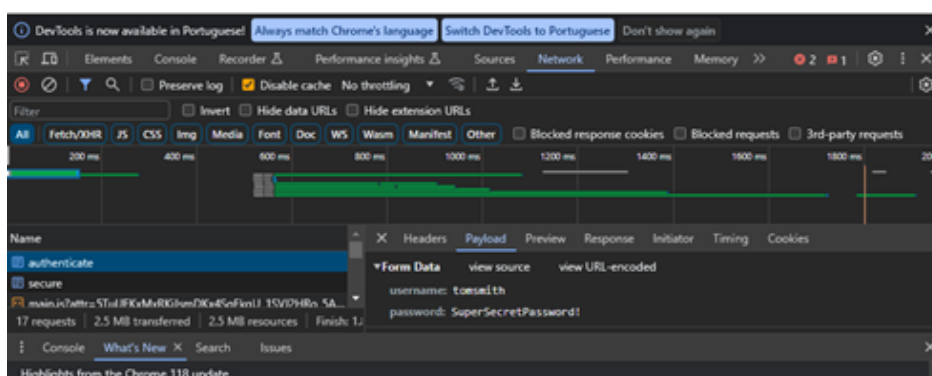 DevTools is now available in Portuguese! Always match Chrome's language Switch DevTools to Portuguese Don't show again
Elements Console Recorder Performance insights Sources Network Performance Memory 2 1
Preserve log Disable cache No throttling
Filter Invert Hide data URLs Hide extension URLs
All Fetch/XHR JS CSS Img Media Font Doc WS Wasm Manifest Other Blocked response cookies Blocked requests 3rd-party requests
200 ms 400 ms 600 ms 800 ms 1000 ms 1200 ms 1400 ms 1600 ms 1800 ms 20
Name Headers Payload Preview Response Initiator Timing Cookies
authenticate Form Data view source view URL-encoded
secure username: tomsmith
password: SuperSecretPassword!
17 requests 2.5 MB transferred 2.5 MB resources Finish: 1.
Console What's New Search Issues
Highlights from the Chrome 118 update